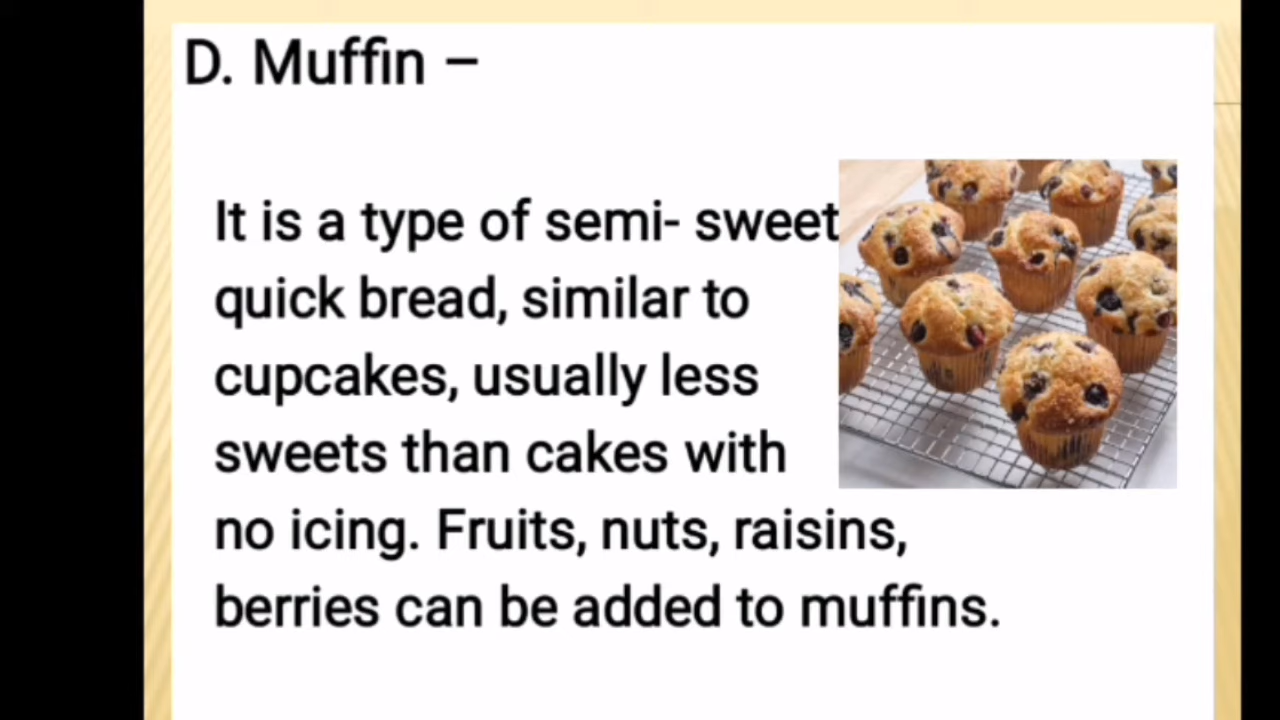 D. Muffin –
It is a type of semi- sweet
quick bread, similar to
cupcakes, usually less
sweets than cakes with
no icing. Fruits, nuts, raisins,
berries can be added to muffins.